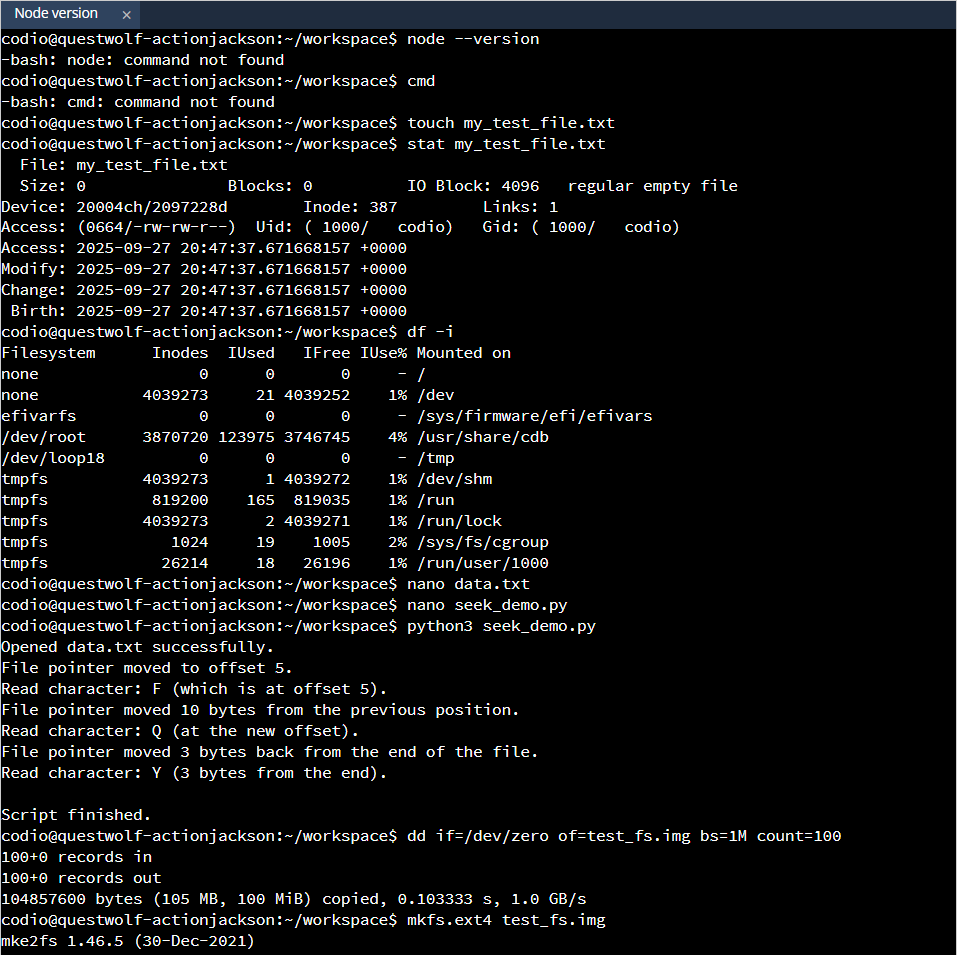 Node version ×
codio@questwolf-actionjackson:~/workspace$ node --version
-bash: node: command not found
codio@questwolf-actionjackson:~/workspace$ cmd
-bash: cmd: command not found
codio@questwolf-actionjackson:~/workspace$ touch my_test_file.txt
codio@questwolf-actionjackson:~/workspace$ stat my_test_file.txt
  File: my_test_file.txt
  Size: 0               Blocks: 0          IO Block: 4096   regular empty file
Device: 20004ch/2097228d        Inode: 387         Links: 1
Access: (0664/-rw-rw-r--)  Uid: ( 1000/   codio)   Gid: ( 1000/   codio)
Access: 2025-09-27 20:47:37.671668157 +0000
Modify: 2025-09-27 20:47:37.671668157 +0000
Change: 2025-09-27 20:47:37.671668157 +0000
 Birth: 2025-09-27 20:47:37.671668157 +0000
codio@questwolf-actionjackson:~/workspace$ df -i
Filesystem      Inodes  IUsed   IFree IUse% Mounted on
none                 0      0       0     - /
none           4039273     21 4039252    1% /dev
efivarfs             0      0       0     - /sys/firmware/efi/efivars
/dev/root      3870720 123975 3746745    4% /usr/share/cdb
/dev/loop18          0      0       0     - /tmp
tmpfs          4039273      1 4039272    1% /dev/shm
tmpfs           819200    165  819035    1% /run
tmpfs          4039273      2 4039271    1% /run/lock
tmpfs             1024     19    1005    2% /sys/fs/cgroup
tmpfs            26214     18   26196    1% /run/user/1000
codio@questwolf-actionjackson:~/workspace$ nano data.txt
codio@questwolf-actionjackson:~/workspace$ nano seek_demo.py
codio@questwolf-actionjackson:~/workspace$ python3 seek_demo.py
Opened data.txt successfully.
File pointer moved to offset 5.
Read character: F (which is at offset 5).
File pointer moved 10 bytes from the previous position.
Read character: Q (at the new offset).
File pointer moved 3 bytes back from the end of the file.
Read character: Y (3 bytes from the end).

Script finished.
codio@questwolf-actionjackson:~/workspace$ dd if=/dev/zero of=test_fs.img bs=1M count=100
100+0 records in
100+0 records out
104857600 bytes (105 MB, 100 MiB) copied, 0.103333 s, 1.0 GB/s
codio@questwolf-actionjackson:~/workspace$ mkfs.ext4 test_fs.img
mke2fs 1.46.5 (30-Dec-2021)